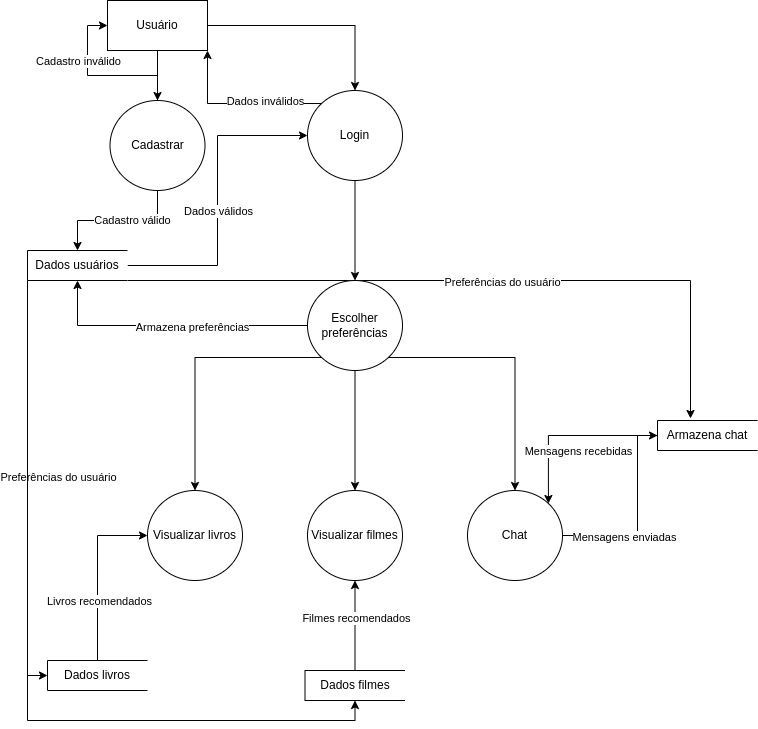 Usuário
Cadastro inválido
Dados inválidos
Login
Cadastrar
Dados válidos
Cadastro válido
Dados usuários
Preferências do usuário
Escolher
preferências
Armazena preferências
Armazena chat
Mensagens recebidas
Preferências do usuário
Visualizar livros
Visualizar filmes
Chat
Mensagens enviadas
Livros recomendados
Filmes recomendados
Dados livros
Dados filmes